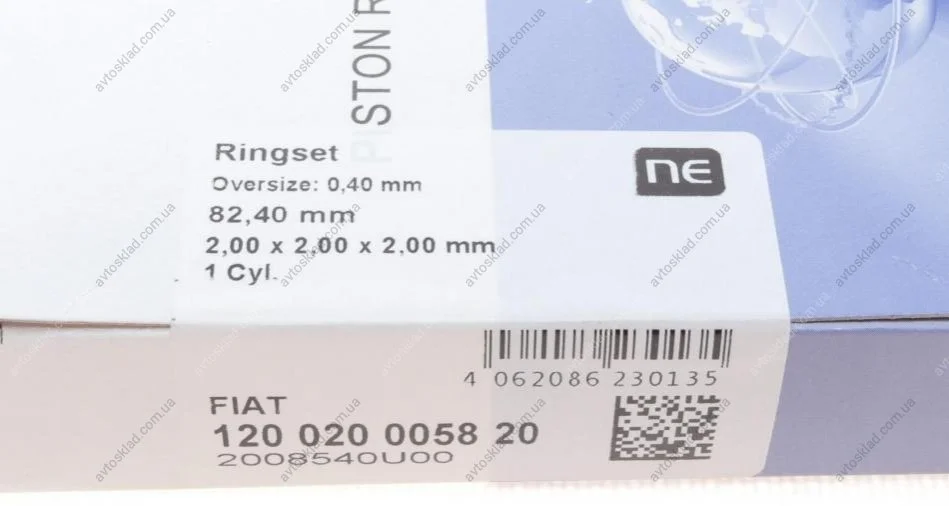 STON R
Ringset
Oversize: 0,40 mm
82,40 mm
2,00 x 2,00 x 2,00 mm
1 Cyl.
NE
4 062086 230135
FIAT
120 020 0058 20
2008540U00
avtosklad.com.ua